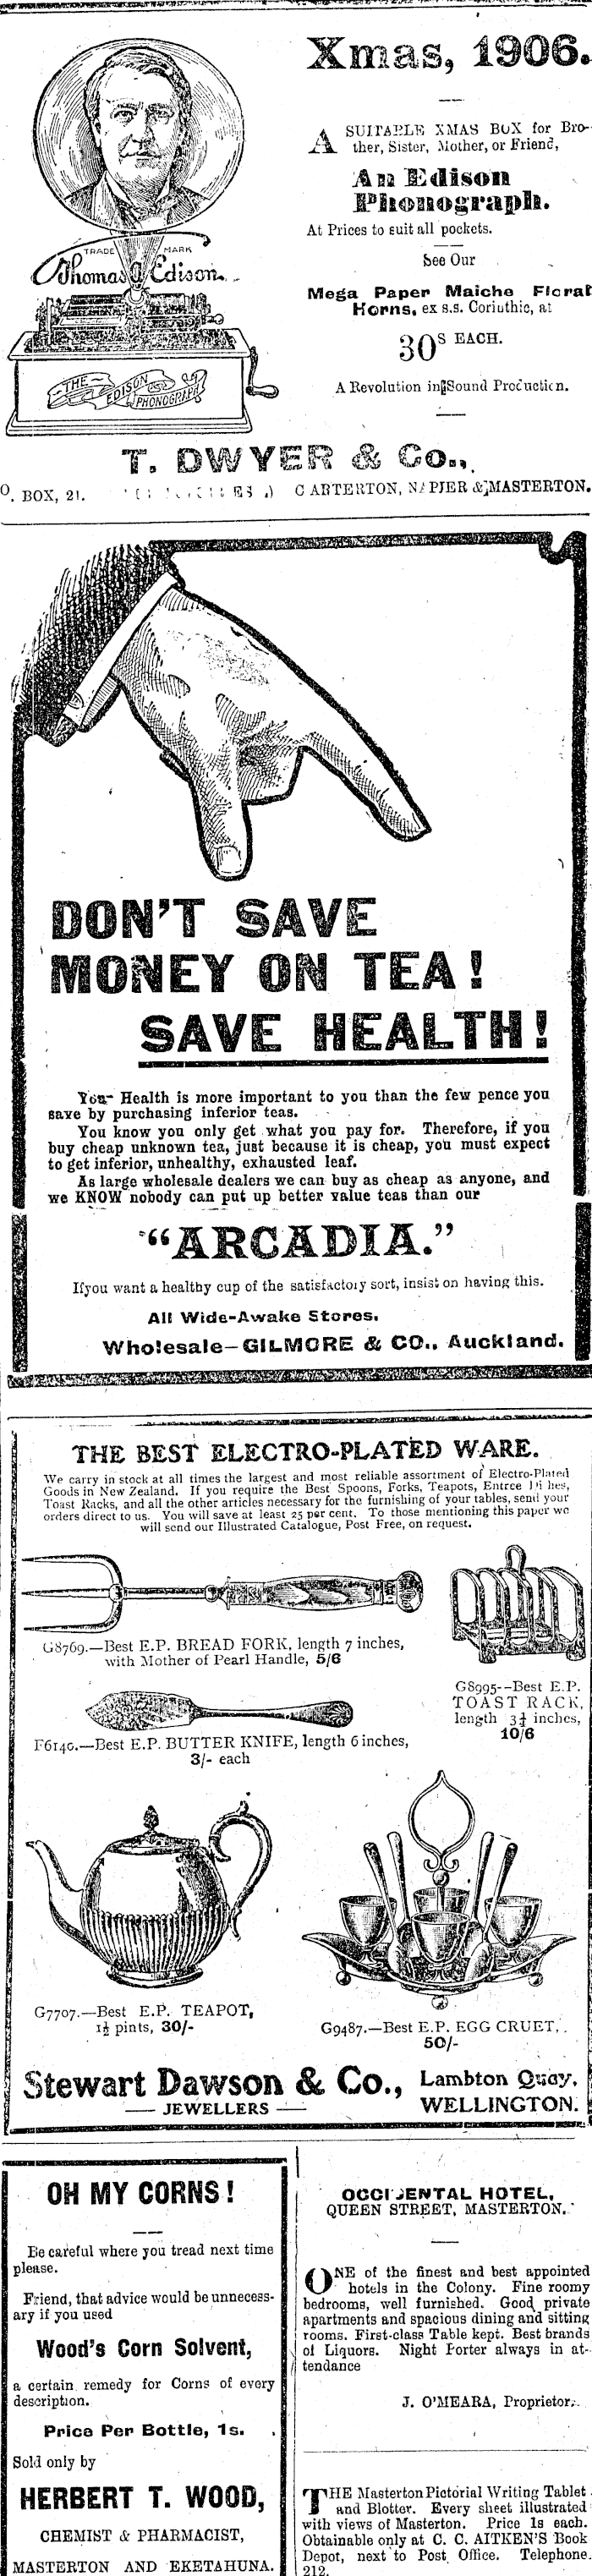 Xmas, 1906.
A SUITABLE XMAS BOX for Bro-
ther, Sister, Mother, or Friend,
An Edison
Phonograph.
At Prices to suit all pockets.
See Our
Mega Paper Maiche Floral
Horns, ex s.s. Corinthic, at
30s EACH.
A Revolution in Sound Production.
TRADE MARK
Thomas A Edison
THE EDISON PHONOGRAPH
T. DWYER & Co.,
O. BOX, 21. CARTERTON, NAPIER & MASTERTON.
DON'T SAVE
MONEY ON TEA!
SAVE HEALTH!
Your Health is more important to you than the few pence you
save by purchasing inferior teas.
You know you only get what you pay for. Therefore, if you
buy cheap unknown tea, just because it is cheap, you must expect
to get inferior, unhealthy, exhausted leaf.
As large wholesale dealers we can buy as cheap as anyone, and
we KNOW nobody can put up better value teas than our
"ARCADIA."
If you want a healthy cup of the satisfactory sort, insist on having this.
All Wide-Awake Stores.
Wholesale—GILMORE & CO., Auckland.
THE BEST ELECTRO-PLATED WARE.
We carry in stock at all times the largest and most reliable assortment of Electro-Plated
Goods in New Zealand. If you require the Best Spoons, Forks, Teapots, Entree Dishes,
Toast Racks, and all the other articles necessary for the furnishing of your tables, send your
orders direct to us. You will save at least 25 per cent. To those mentioning this paper we
will send our Illustrated Catalogue, Post Free, on request.
G8769.—Best E.P. BREAD FORK, length 7 inches,
with Mother of Pearl Handle, 5/6
G8995--Best E.P.
TOAST RACK,
length 3¼ inches,
10/6
F6140.—Best E.P. BUTTER KNIFE, length 6 inches,
3/- each
G7707.—Best E.P. TEAPOT,
1½ pints, 30/-
G9487.—Best E.P. EGG CRUET,
50/-
Stewart Dawson & Co.,
— JEWELLERS —
Lambton Quay,
WELLINGTON.
OH MY CORNS!
Be careful where you tread next time
please.
Friend, that advice would be unnecess-
ary if you used
Wood's Corn Solvent,
a certain remedy for Corns of every
description.
Price Per Bottle, 1s.
Sold only by
HERBERT T. WOOD,
CHEMIST & PHARMACIST,
MASTERTON AND EKETAHUNA.
OCCIDENTAL HOTEL,
QUEEN STREET, MASTERTON.
ONE of the finest and best appointed
hotels in the Colony. Fine roomy
bedrooms, well furnished. Good private
apartments and spacious dining and sitting
rooms. First-class Table kept. Best brands
of Liquors. Night Porter always in at-
tendance
J. O'MEARA, Proprietor.
THE Masterton Pictorial Writing Tablet
and Blotter. Every sheet illustrated
with views of Masterton. Price 1s each.
Obtainable only at C. C. AITKEN'S Book
Depot, next to Post Office. Telephone
212.